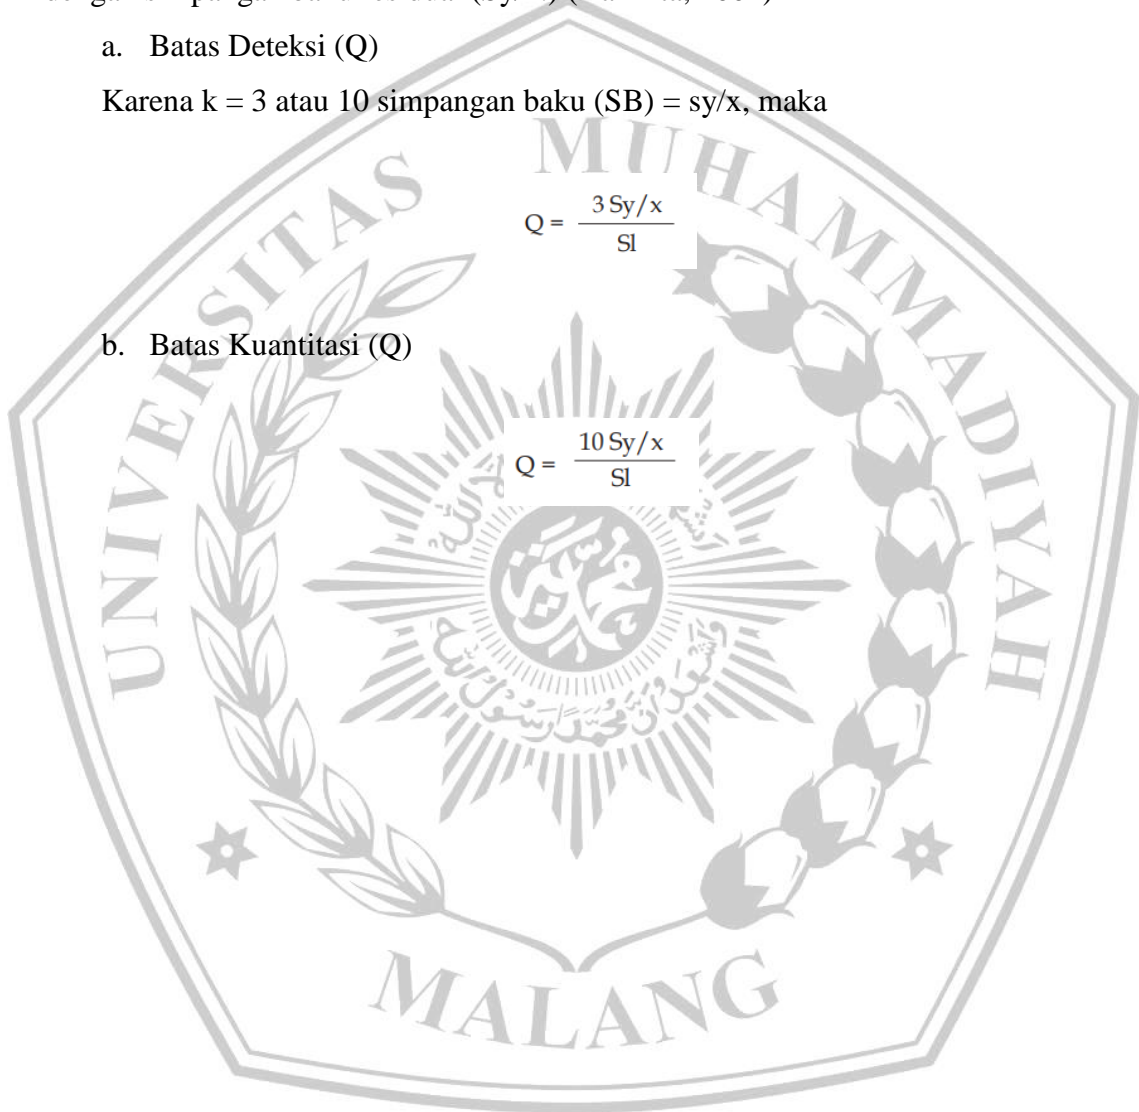 a. Batas Deteksi (Q)
Karena k = 3 atau 10 simpangan baku (SB) = sy/x, maka
Q = 3 Sy/x
Sl
b. Batas Kuantitasi (Q)
Q = 10 Sy/x
Sl
UNIVERSITAS MUHAMMADIYAH
MALANG